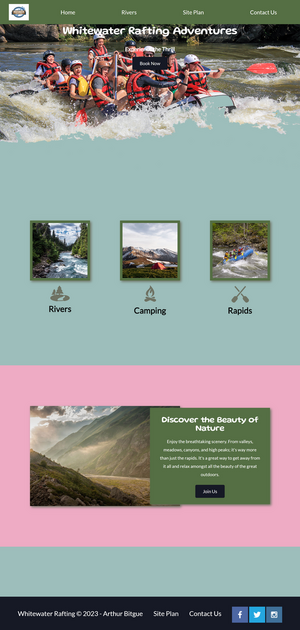 Home Rivers Site Plan Contact Us
Whitewater Rafting Adventures
Book Now
Rivers Camping Rapids
Discover the Beauty of
Nature
Enjoy the breathtaking scenery. From valleys,
meadows, canyons, and high peaks, it's way more
than just the rapids. It's a great way to get away from
it all and relax amongst all the beauty of the great
outdoors.
Join Us
Whitewater Rafting © 2023 - Arthur Bitgue Site Plan Contact Us